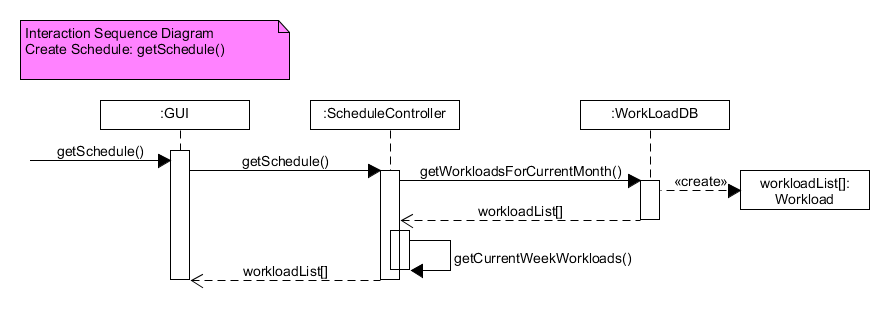 Interaction Sequence Diagram
Create Schedule: getSchedule()
:GUI
:ScheduleController
:WorkLoadDB
getSchedule()
getSchedule()
getWorkloadsForCurrentMonth()
«create»
workloadList[]:
Workload
workloadList[]
getCurrentWeekWorkloads()
workloadList[]